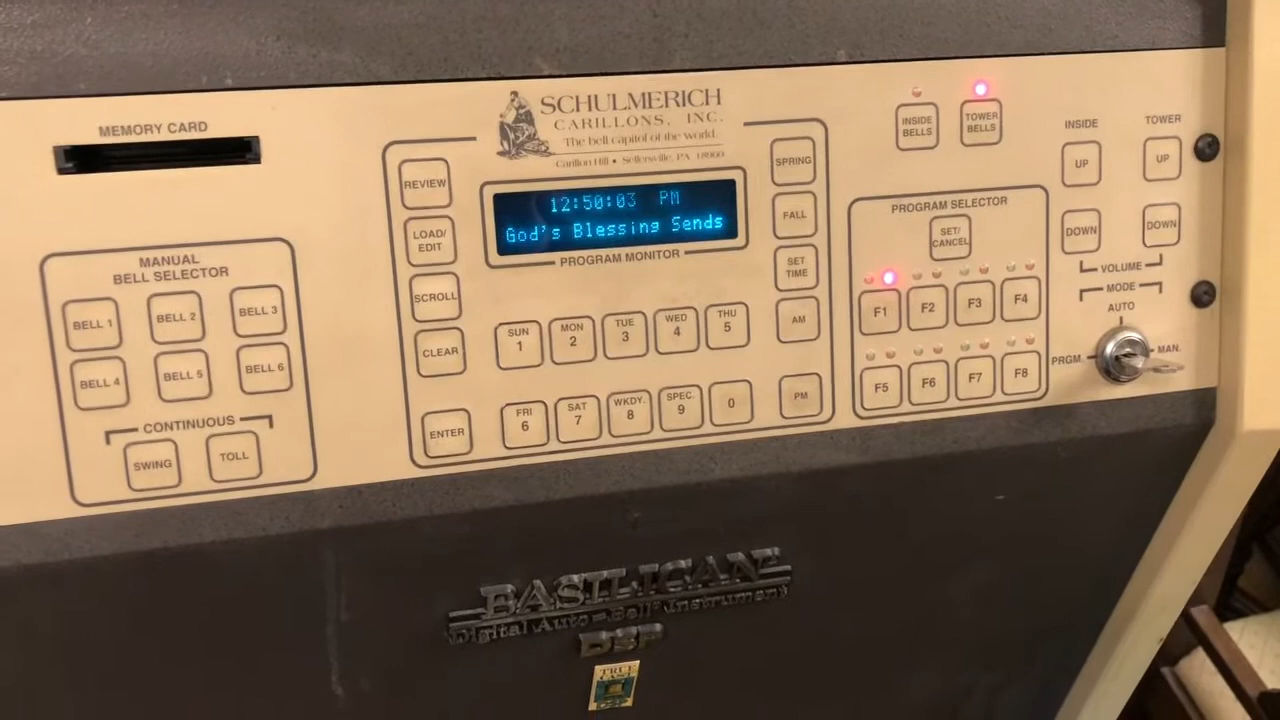 MEMORY CARD
MANUAL
BELL SELECTOR
BELL 1
BELL 2
BELL 3
BELL 4
BELL 5
BELL 6
CONTINUOUS
SWING
TOLL
SCHULMERICH
CARILLONS, INC.
The bell capitol of the world.
Carillon Hill • Sellersville, PA 18960
REVIEW
LOAD/
EDIT
SCROLL
CLEAR
ENTER
12:50:03 PM
God's Blessing Sends
PROGRAM MONITOR
SUN
1
MON
2
TUE
3
WED
4
THU
5
FRI
6
SAT
7
WKDY.
8
SPEC.
9
0
SPRING
FALL
SET
TIME
AM
PM
INSIDE
BELLS
TOWER
BELLS
PROGRAM SELECTOR
SET/
CANCEL
F1
F2
F3
F4
F5
F6
F7
F8
INSIDE
TOWER
UP
UP
DOWN
DOWN
VOLUME
MODE
AUTO
PRGM.
MAN.
BASILICAN
Digital Auto-Bell Instrument
DSP
TRUE
CAST